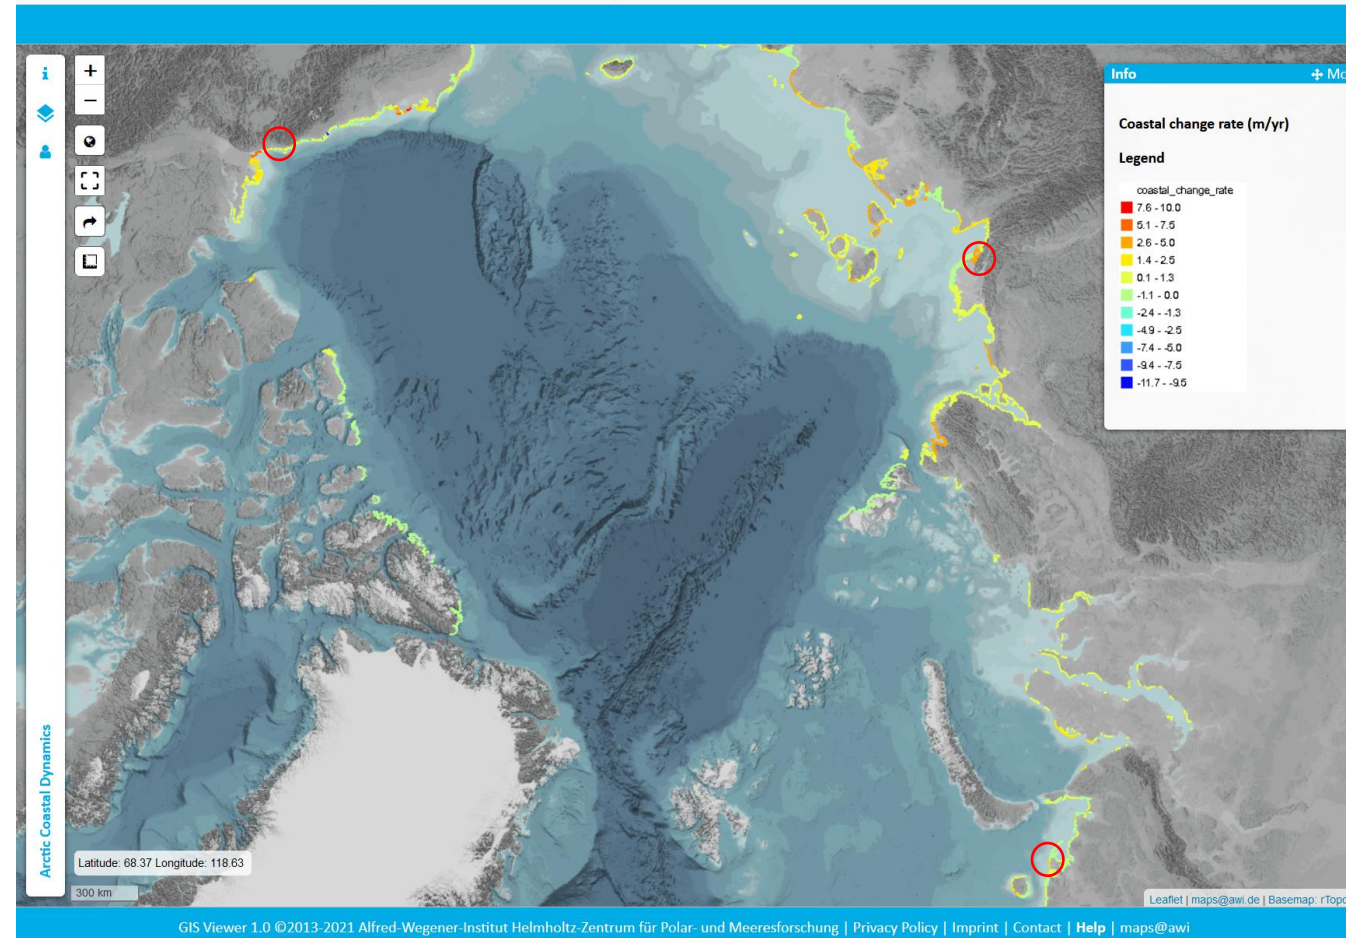 i
+
−
Info
Mo
Coastal change rate (m/yr)
Legend
coastal_change_rate
7.6 - 10.0
5.1 - 7.5
2.6 - 5.0
1.4 - 2.5
0.1 - 1.3
-1.1 - 0.0
-2.4 - -1.3
-4.9 - -2.5
-7.4 - -5.0
-9.4 - -7.5
-11.7 - -9.5
Arctic Coastal Dynamics
Latitude: 68.37 Longitude: 118.63
300 km
Leaflet | maps@awi.de | Basemap: rTopo
GIS Viewer 1.0 ©2013-2021 Alfred-Wegener-Institut Helmholtz-Zentrum für Polar- und Meeresforschung | Privacy Policy | Imprint | Contact | Help | maps@awi